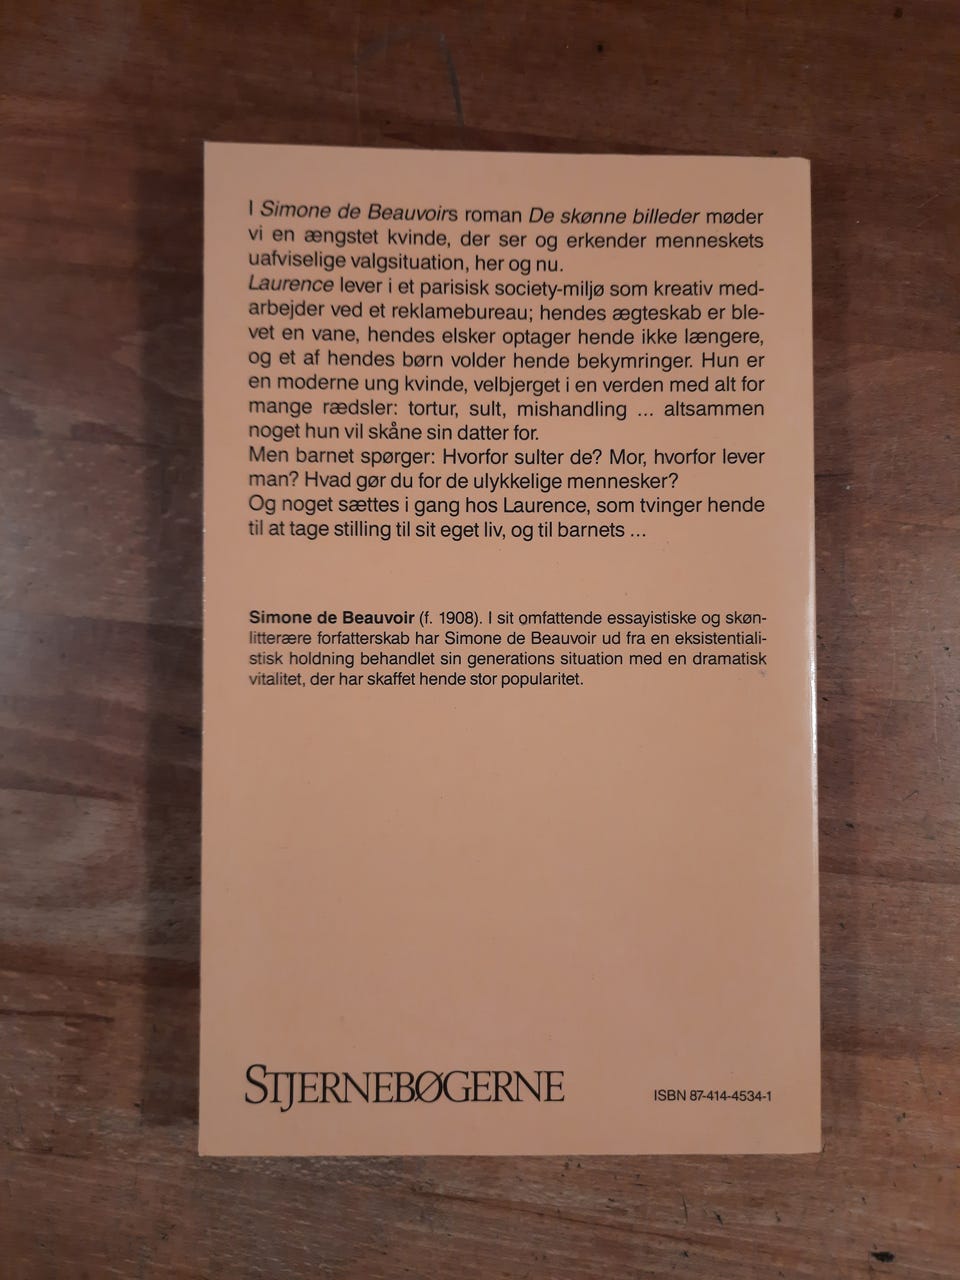 I Simone de Beauvoirs roman De skønne billeder møder
vi en ængstet kvinde, der ser og erkender menneskets
uafviselige valgsituation, her og nu.
Laurence lever i et parisisk society-miljø som kreativ med-
arbejder ved et reklamebureau; hendes ægteskab er ble-
vet en vane, hendes elsker optager hende ikke længere,
og et af hendes børn volder hende bekymringer. Hun er
en moderne ung kvinde, velbjerget i en verden med alt for
mange rædsler: tortur, sult, mishandling ... altsammen
noget hun vil skåne sin datter for.
Men barnet spørger: Hvorfor sulter de? Mor, hvorfor lever
man? Hvad gør du for de ulykkelige mennesker?
Og noget sættes i gang hos Laurence, som tvinger hende
til at tage stilling til sit eget liv, og til barnets ...
Simone de Beauvoir (f. 1908). I sit omfattende essayistiske og skøn-
litterære forfatterskab har Simone de Beauvoir ud fra en eksistentiali-
stisk holdning behandlet sin generations situation med en dramatisk
vitalitet, der har skaffet hende stor popularitet.
STJERNEBØGERNE
ISBN 87-414-4534-1